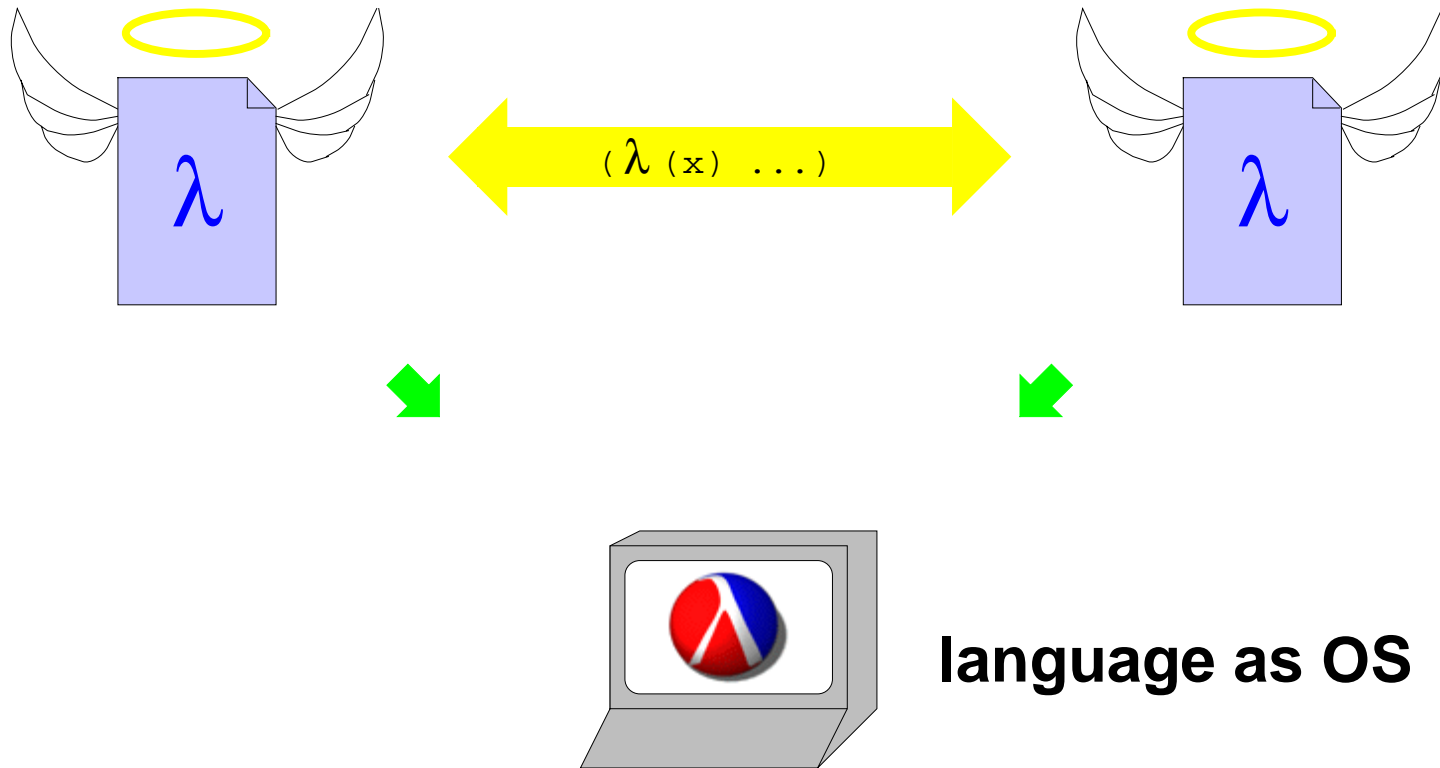 λ
(λ (x) ...)
λ
language as OS